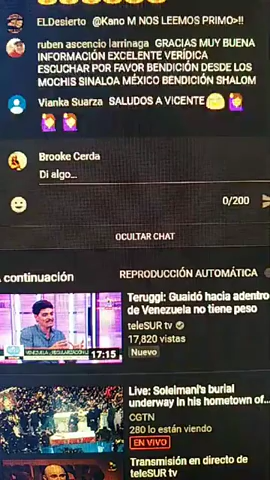 ElDesierto @Kano M NOS LEEMOS PRIMO>!!
ruben ascencio larrinaga GRACIAS MUY BUENA
INFORMACIÓN EXCELENTE VERÍDICA
ESCUCHAR POR FAVOR BENDICIÓN DESDE LOS
MOCHIS SINALOA MÉXICO BENDICIÓN SHALOM
Vianka Suarza SALUDOS A VICENTE
Brooke Cerda
Di algo...
0/200
OCULTAR CHAT
continuación
REPRODUCCIÓN AUTOMÁTICA
Teruggi: Guaidó hacia adentro
de Venezuela no tiene peso
teleSUR tv
17,820 vistas
Nuevo
17:15
Live: Soleimani's burial
underway in his hometown of...
CGTN
280 lo están viendo
EN VIVO
Transmisión en directo de
teleSUR tv